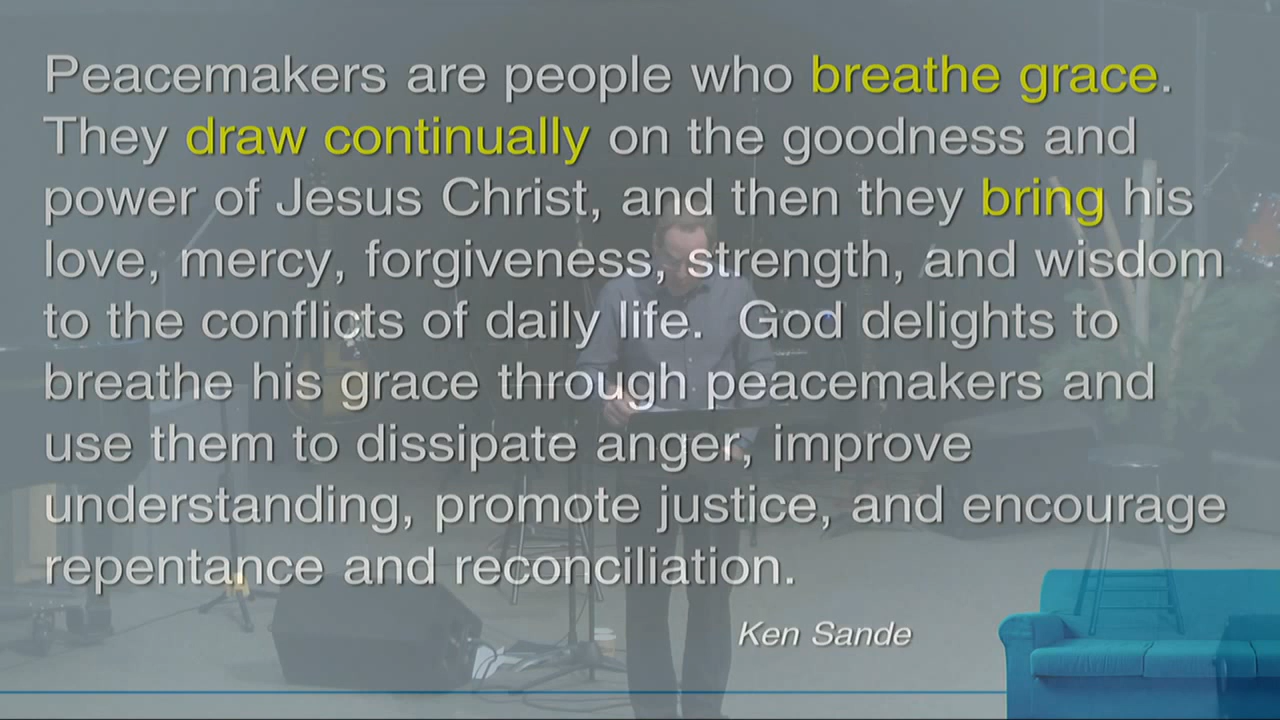 Peacemakers are people who breathe grace.
They draw continually on the goodness and
power of Jesus Christ, and then they bring his
love, mercy, forgiveness, strength, and wisdom
to the conflicts of daily life.  God delights to
breathe his grace through peacemakers and
use them to dissipate anger, improve
understanding, promote justice, and encourage
repentance and reconciliation.
Ken Sande